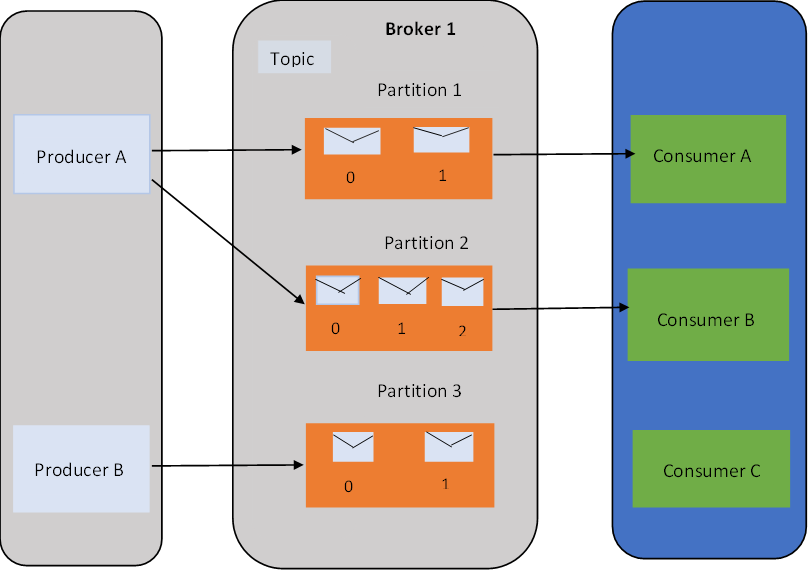 Broker 1
Topic
Partition 1
Producer A
0 1
Consumer A
Partition 2
0 1 2
Consumer B
Partition 3
Producer B
0 1
Consumer C